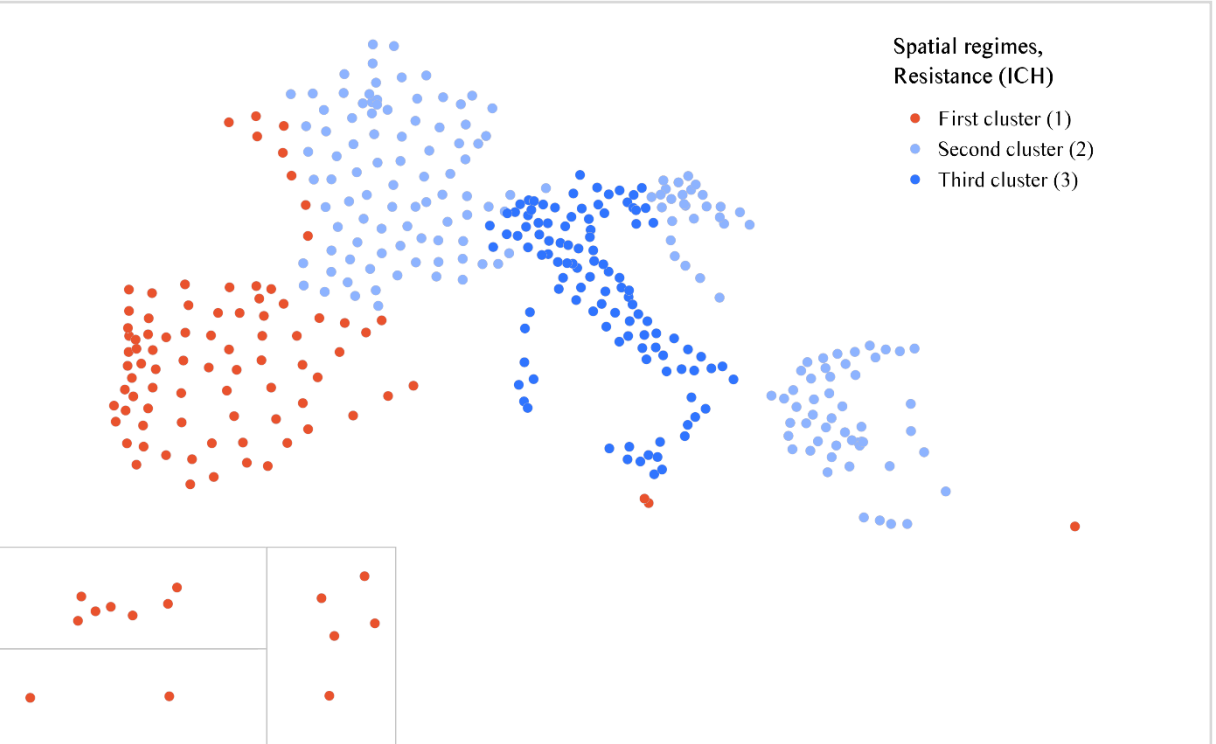 Spatial regimes,
Resistance (ICH)
First cluster (1)
Second cluster (2)
Third cluster (3)